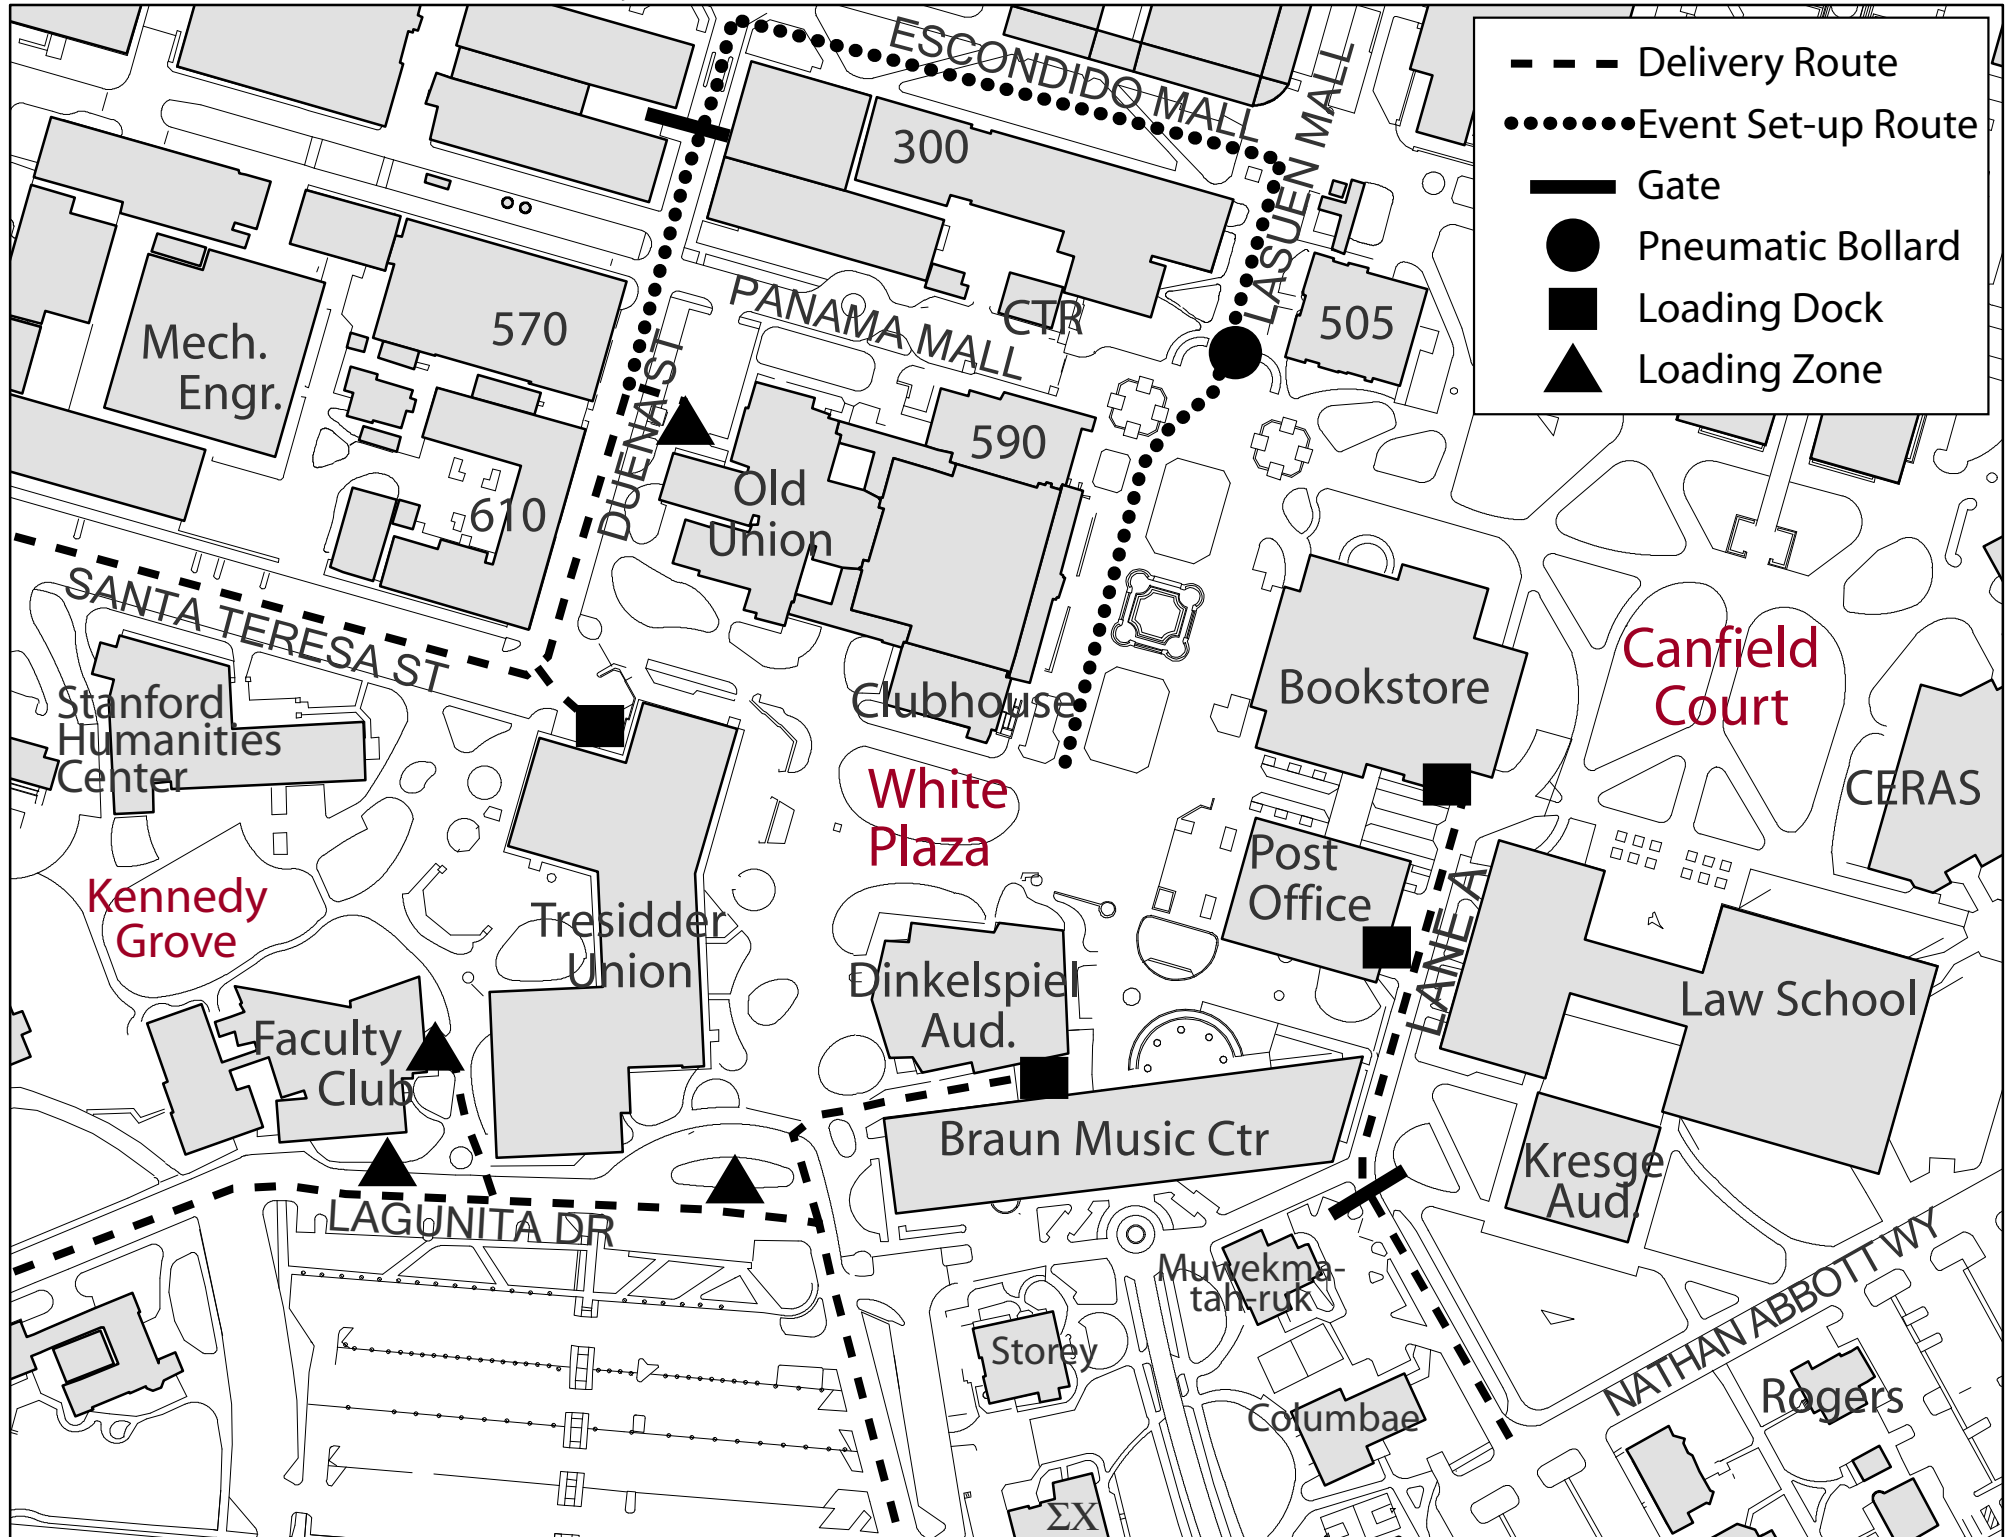 ESCONDIDO MALL
LASUEN MALL
Delivery Route
Event Set-up Route
Gate
Pneumatic Bollard
Loading Dock
Loading Zone
300
PANAMA MALL
CTR
505
570
Mech.
Engr.
DUENA ST
590
Old
Union
610
SANTA TERESA ST
Stanford
Humanities
Center
Clubhouse
Bookstore
Canfield
Court
CERAS
White
Plaza
Post
Office
LANE A
Kennedy
Grove
Tresidder
Union
Dinkelspiel
Aud.
Law School
Faculty
Club
Braun Music Ctr
Kresge
Aud.
LAGUNITA DR
Muwekma-
tah-ruk
NATHAN ABBOTT WY
Storey
Columbae
Rogers
ΣΧ